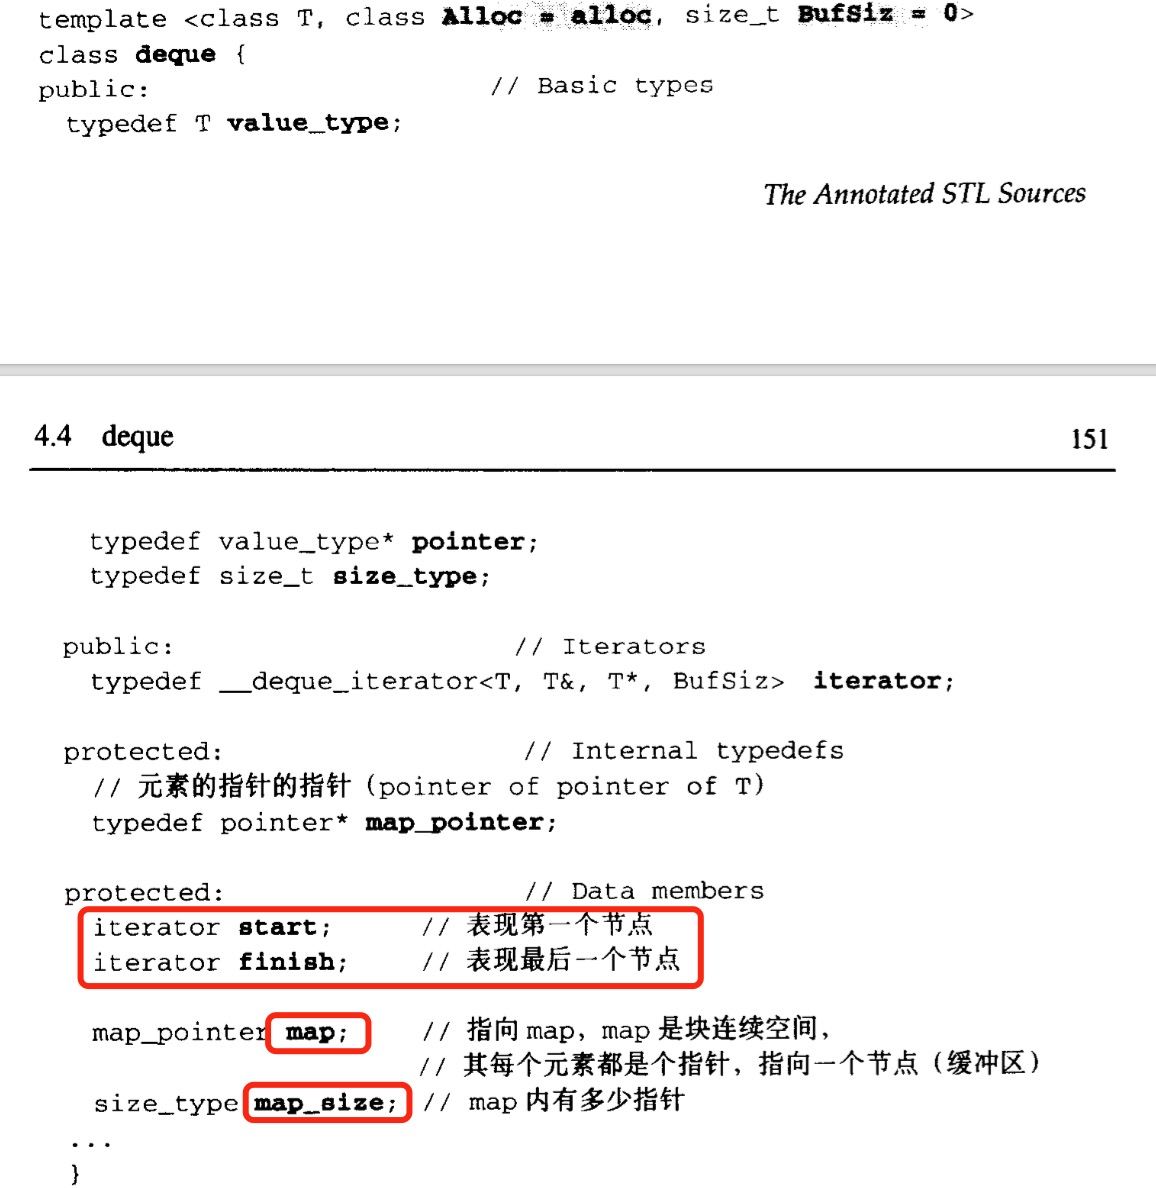 template <class T, class Alloc = alloc, size_t BufSiz = 0>
class deque {
public: // Basic types
typedef T value_type;
The Annotated STL Sources
4.4 deque 151
typedef value_type* pointer;
typedef size_t size_type;
public: // Iterators
typedef __deque_iterator<T, T&, T*, BufSiz> iterator;
protected: // Internal typedefs
// 元素的指针的指针（pointer of pointer of T）
typedef pointer* map_pointer;
protected: // Data members
iterator start; // 表现第一个节点
iterator finish; // 表现最后一个节点
map_pointer map; // 指向 map，map 是块连续空间，
// 其每个元素都是个指针，指向一个节点（缓冲区）
size_type map_size; // map 内有多少指针
...
}